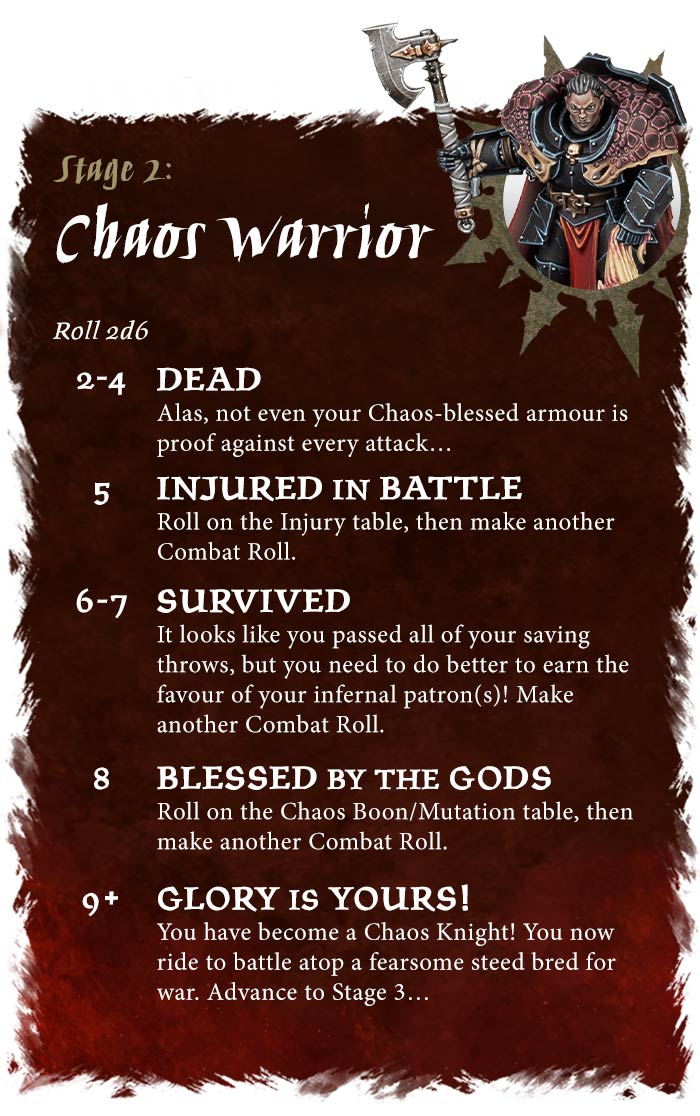 Stage 2:
Chaos Warrior
Roll 2d6
2-4 DEAD
Alas, not even your Chaos-blessed armour is
proof against every attack…
5 INJURED IN BATTLE
Roll on the Injury table, then make another
Combat Roll.
6-7 SURVIVED
It looks like you passed all of your saving
throws, but you need to do better to earn the
favour of your infernal patron(s)! Make
another Combat Roll.
8 BLESSED BY THE GODS
Roll on the Chaos Boon/Mutation table, then
make another Combat Roll.
9+ GLORY IS YOURS!
You have become a Chaos Knight! You now
ride to battle atop a fearsome steed bred for
war. Advance to Stage 3…